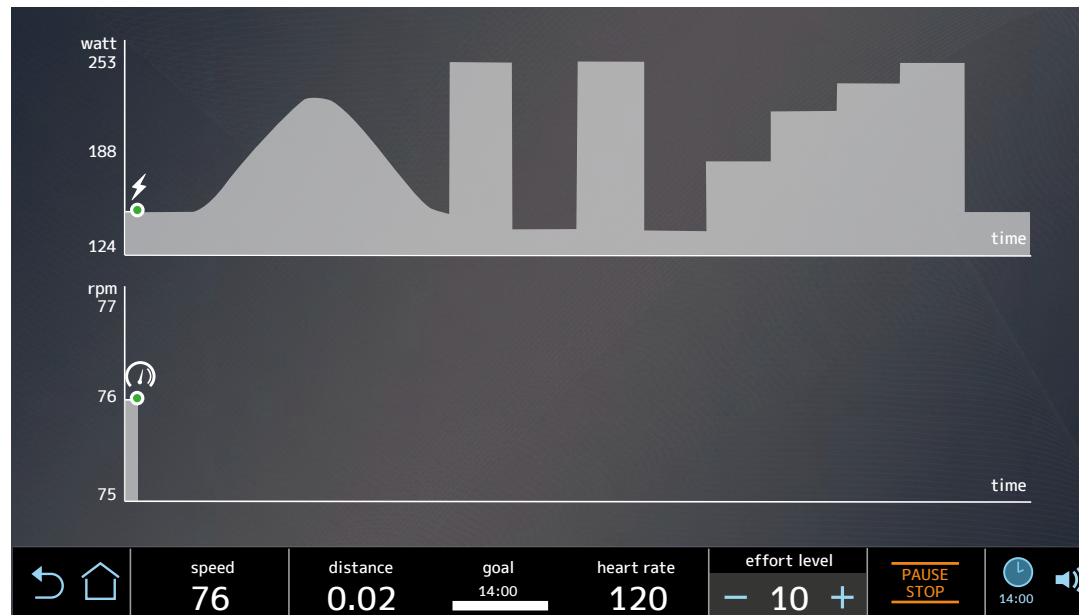 watt
253
188
124
time
rpm
77
76
75
time
speed
76
distance
0.02
goal
14:00
heart rate
120
effort level
− 10 +
PAUSE
STOP
14:00